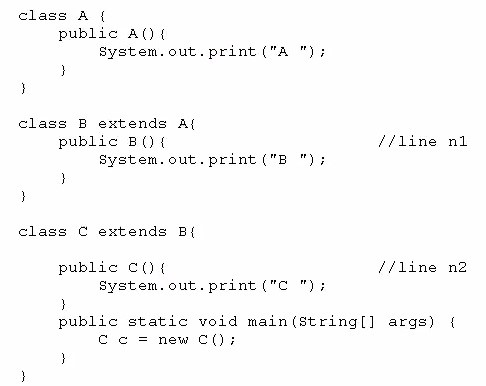 class A {
    public A(){
        System.out.print("A ");
    }
}
class B extends A{
    public B(){                     //line n1
        System.out.print("B ");
    }
}
class C extends B{
    public C(){                     //line n2
        System.out.print("C ");
    }
    public static void main(String[] args) {
        C c = new C();
    }
}